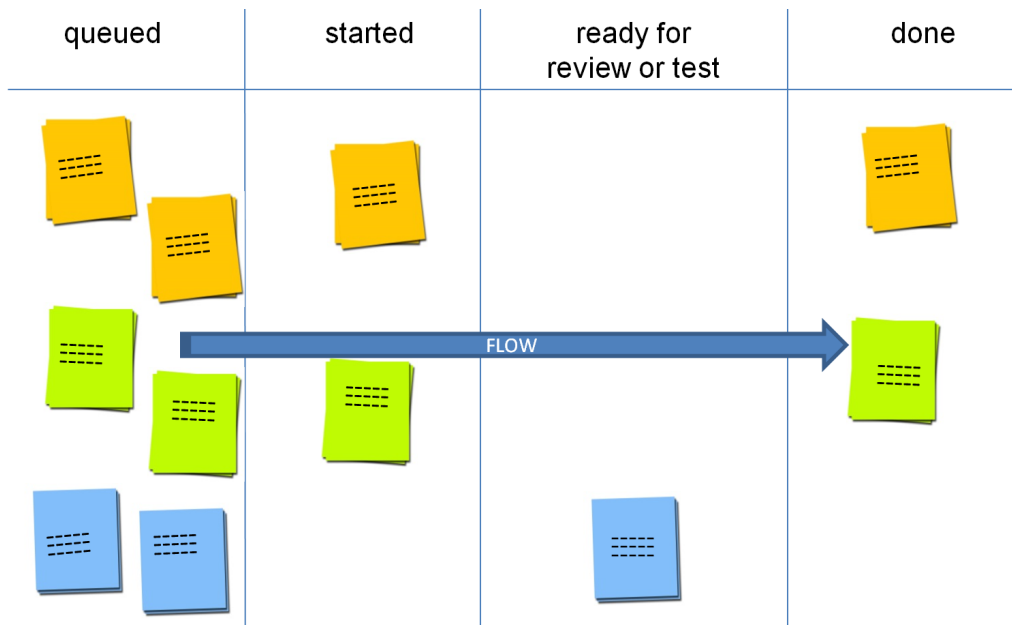 queued
started
ready for
review or test
done
FLOW